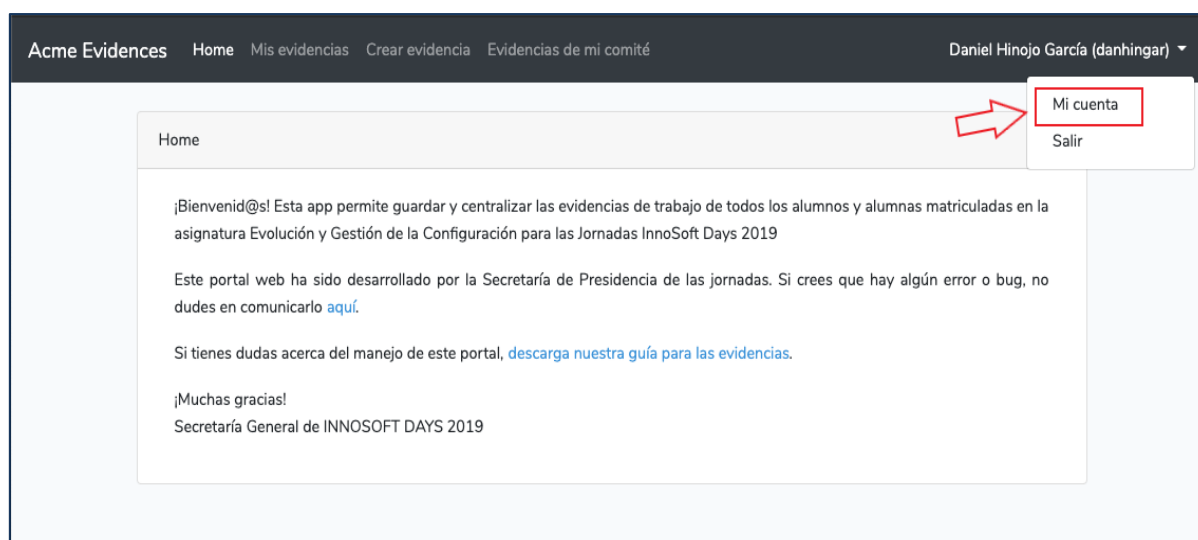 Acme Evidences Home Mis evidencias Crear evidencia Evidencias de mi comité Daniel Hinojo García (danhingar)
Mi cuenta
Salir
Home
¡Bienvenid@s! Esta app permite guardar y centralizar las evidencias de trabajo de todos los alumnos y alumnas matriculadas en la
asignatura Evolución y Gestión de la Configuración para las Jornadas InnoSoft Days 2019
Este portal web ha sido desarrollado por la Secretaría de Presidencia de las jornadas. Si crees que hay algún error o bug, no
dudes en comunicarlo aquí.
Si tienes dudas acerca del manejo de este portal, descarga nuestra guía para las evidencias.
¡Muchas gracias!
Secretaría General de INNOSOFT DAYS 2019